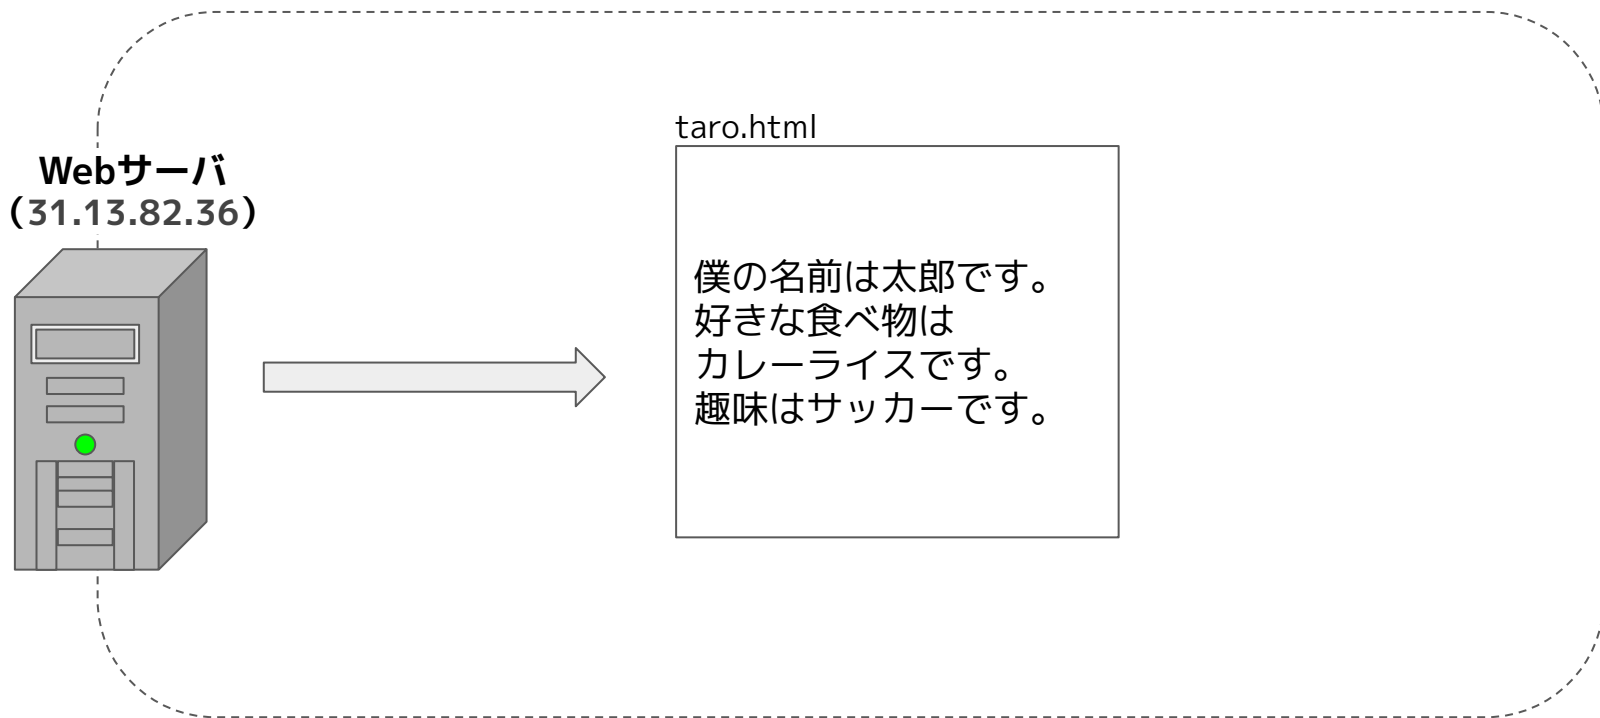 taro.html
Webサーバ
（31.13.82.36）
僕の名前は太郎です。
好きな食べ物は
カレーライスです。
趣味はサッカーです。